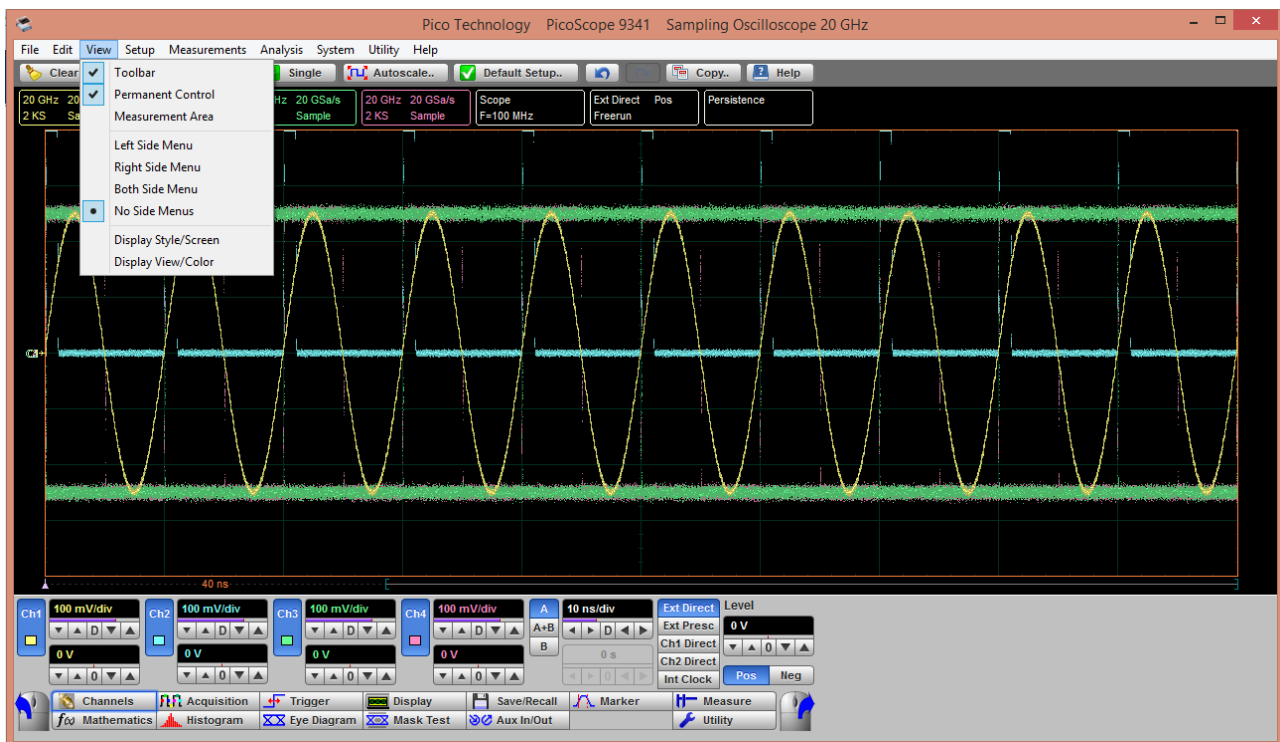 Pico Technology PicoScope 9341 Sampling Oscilloscope 20 GHz
File Edit View Setup Measurements Analysis System Utility Help
Clear Single Autoscale.. Default Setup.. Copy.. Help
Toolbar
Permanent Control
Measurement Area
Left Side Menu
Right Side Menu
Both Side Menu
No Side Menus
Display Style/Screen
Display View/Color
20 GHz 20
2 KS Sa
Hz 20 GSa/s
Sample
20 GHz 20 GSa/s
2 KS Sample
Scope
F=100 MHz
Ext Direct Pos
Freerun
Persistence
40 ns
Ch1 100 mV/div
D
0 V
0
Ch2 100 mV/div
D
0 V
0
Ch3 100 mV/div
D
0 V
0
Ch4 100 mV/div
D
0 V
0
A
A+B
B
10 ns/div
D
0 s
0
Ext Direct
Ext Presc
Ch1 Direct
Ch2 Direct
Int Clock
Level
0 V
0
Pos Neg
Channels Acquisition Trigger Display Save/Recall Marker Measure
f(x) Mathematics Histogram Eye Diagram Mask Test Aux In/Out Utility